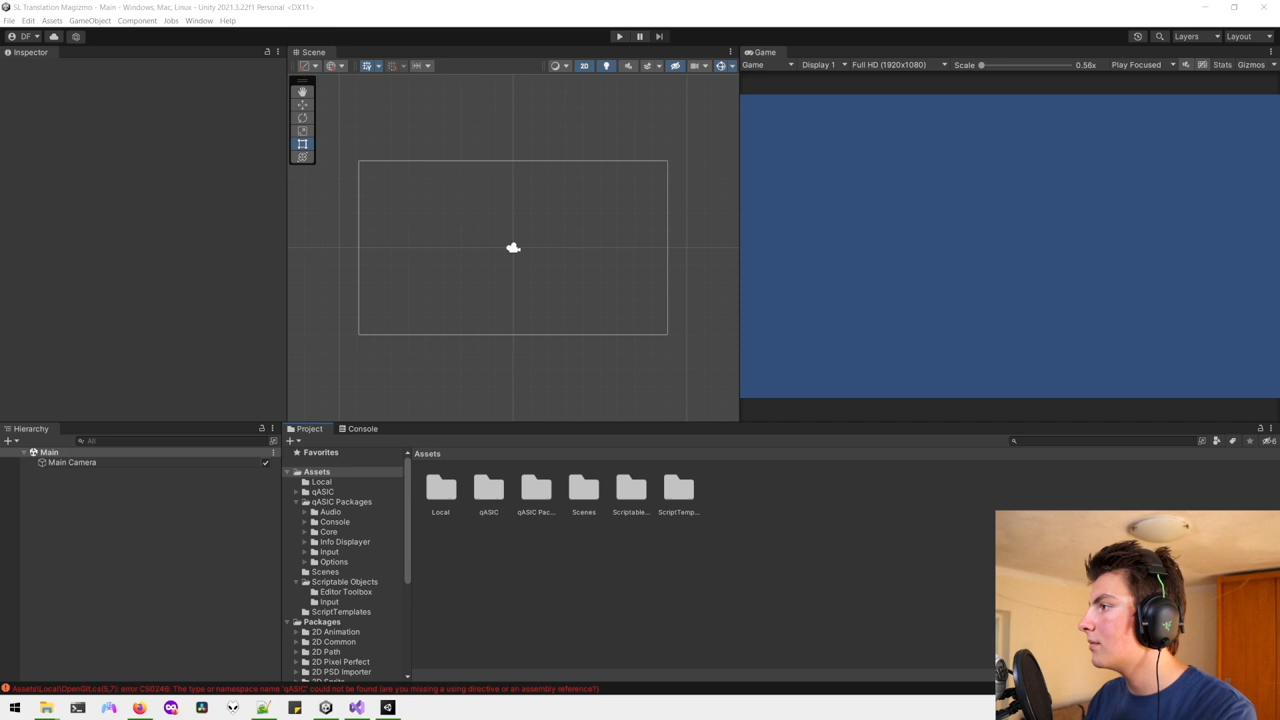 SL Translation Magizmo - Main - Windows, Mac, Linux - Unity 2021.3.22f1 Personal <DX11>
File Edit Assets GameObject Component Jobs Window Help
DF Layers Layout
Inspector
Scene
Game
2D
Game Display 1 Full HD (1920x1080) Scale 0.56x Play Focused Stats Gizmos
Hierarchy
All
Main
Main Camera
Project Console
6
Favorites
Assets
Local
qASIC
qASIC Packages
Audio
Console
Core
Info Displayer
Input
Options
Scenes
Scriptable Objects
Editor Toolbox
Input
ScriptTemplates
Packages
2D Animation
2D Common
2D Path
2D Pixel Perfect
2D PSD Importer
2D Sprite
Assets
Local qASIC qASIC Pac... Scenes Scriptable... ScriptTemp...
Assets\Local\OpenGit.cs(5,7): error CS0246: The type or namespace name 'qASIC' could not be found (are you missing a using directive or an assembly reference?)